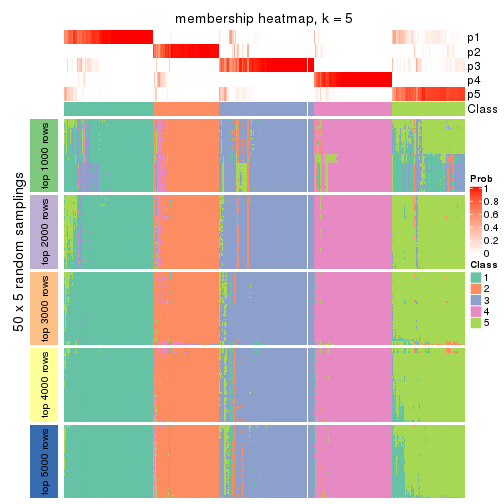 membership heatmap, k = 5
p1
p2
p3
p4
p5
Class
50 x 5 random samplings
top 1000 rows
top 2000 rows
top 3000 rows
top 4000 rows
top 5000 rows
Prob
1
0.8
0.6
0.4
0.2
0
Class
1
2
3
4
5